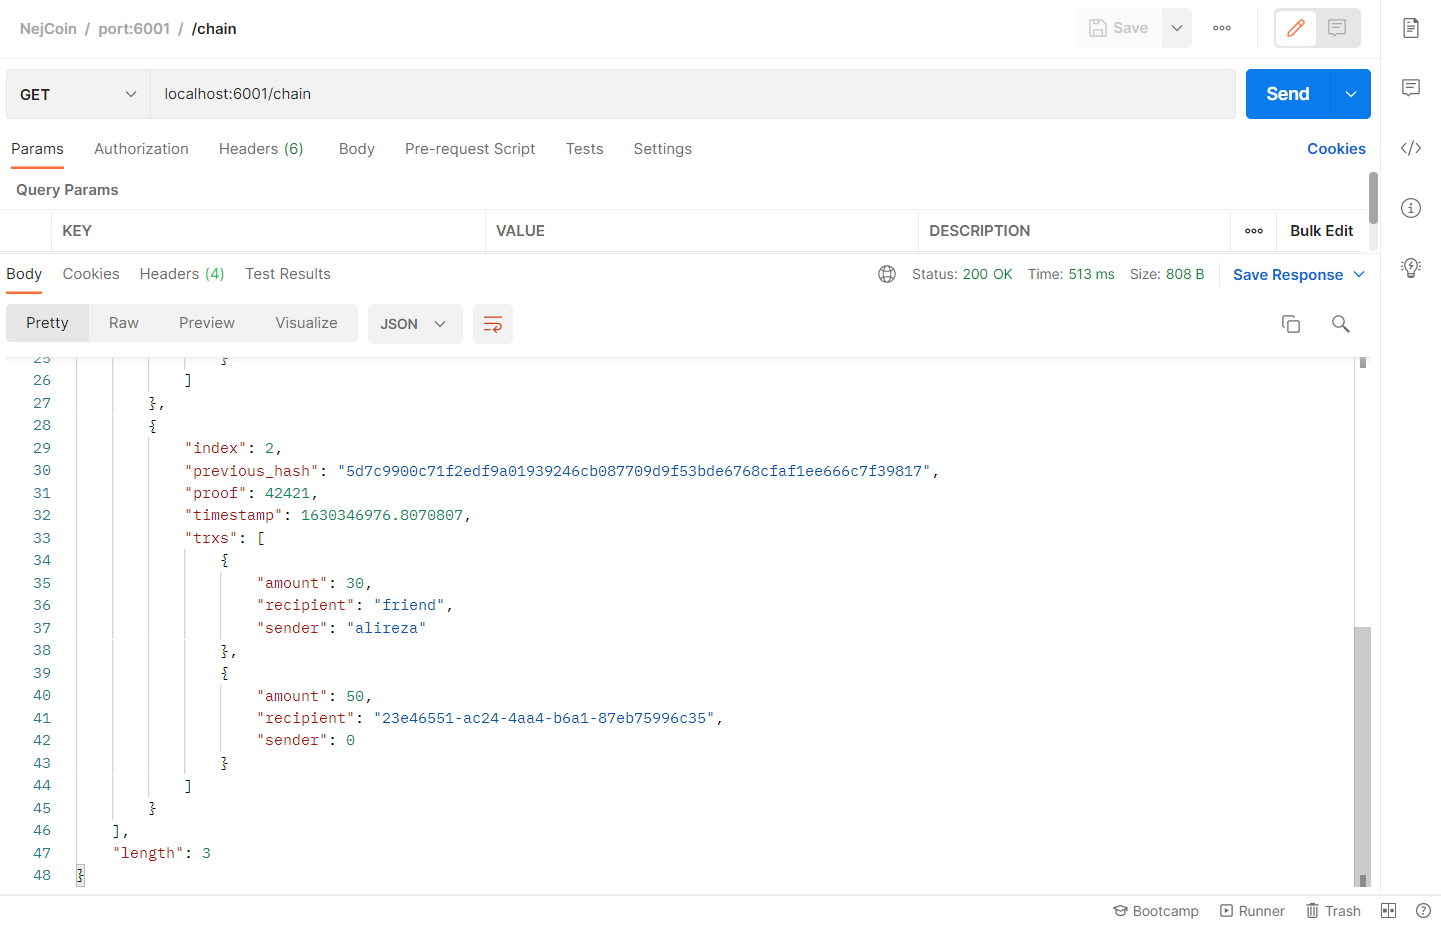 NejCoin / port:6001 / /chain
Save
GET
localhost:6001/chain
Send
Params Authorization Headers (6) Body Pre-request Script Tests Settings Cookies
Query Params
KEY VALUE DESCRIPTION Bulk Edit
Body Cookies Headers (4) Test Results Status: 200 OK Time: 513 ms Size: 808 B Save Response
Pretty Raw Preview Visualize JSON
25 }
26 ]
27 },
28 {
29 "index": 2,
30 "previous_hash": "5d7c9900c71f2edf9a01939246cb087709d9f53bde6768cfaf1ee666c7f39817",
31 "proof": 42421,
32 "timestamp": 1630346976.8070807,
33 "trxs": [
34 {
35 "amount": 30,
36 "recipient": "friend",
37 "sender": "alireza"
38 },
39 {
40 "amount": 50,
41 "recipient": "23e46551-ac24-4aa4-b6a1-87eb75996c35",
42 "sender": 0
43 }
44 ]
45 }
46 ],
47 "length": 3
48 }
Bootcamp Runner Trash